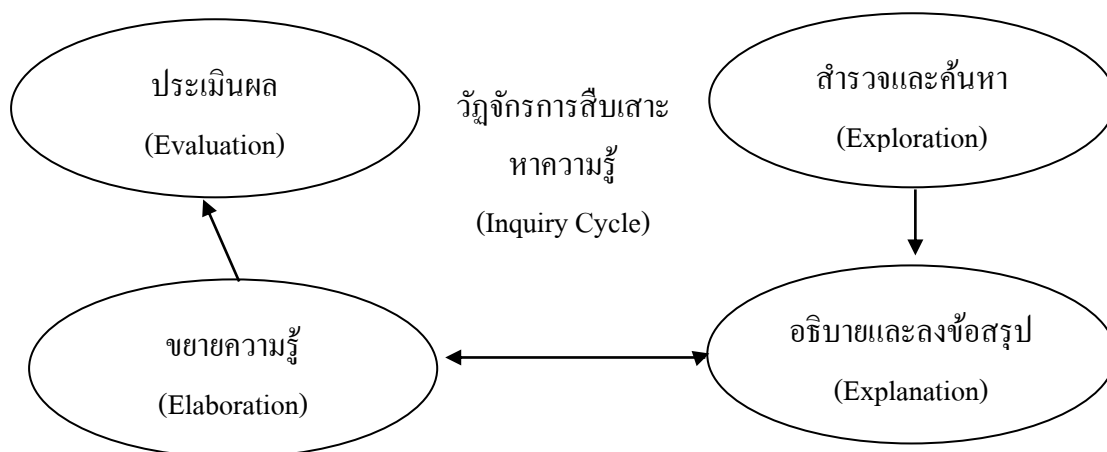 ประเมินผล
(Evaluation)
วัฏจักรการสืบเสาะ
หาความรู้
(Inquiry Cycle)
สำรวจและค้นหา
(Exploration)
ขยายความรู้
(Elaboration)
อธิบายและลงข้อสรุป
(Explanation)